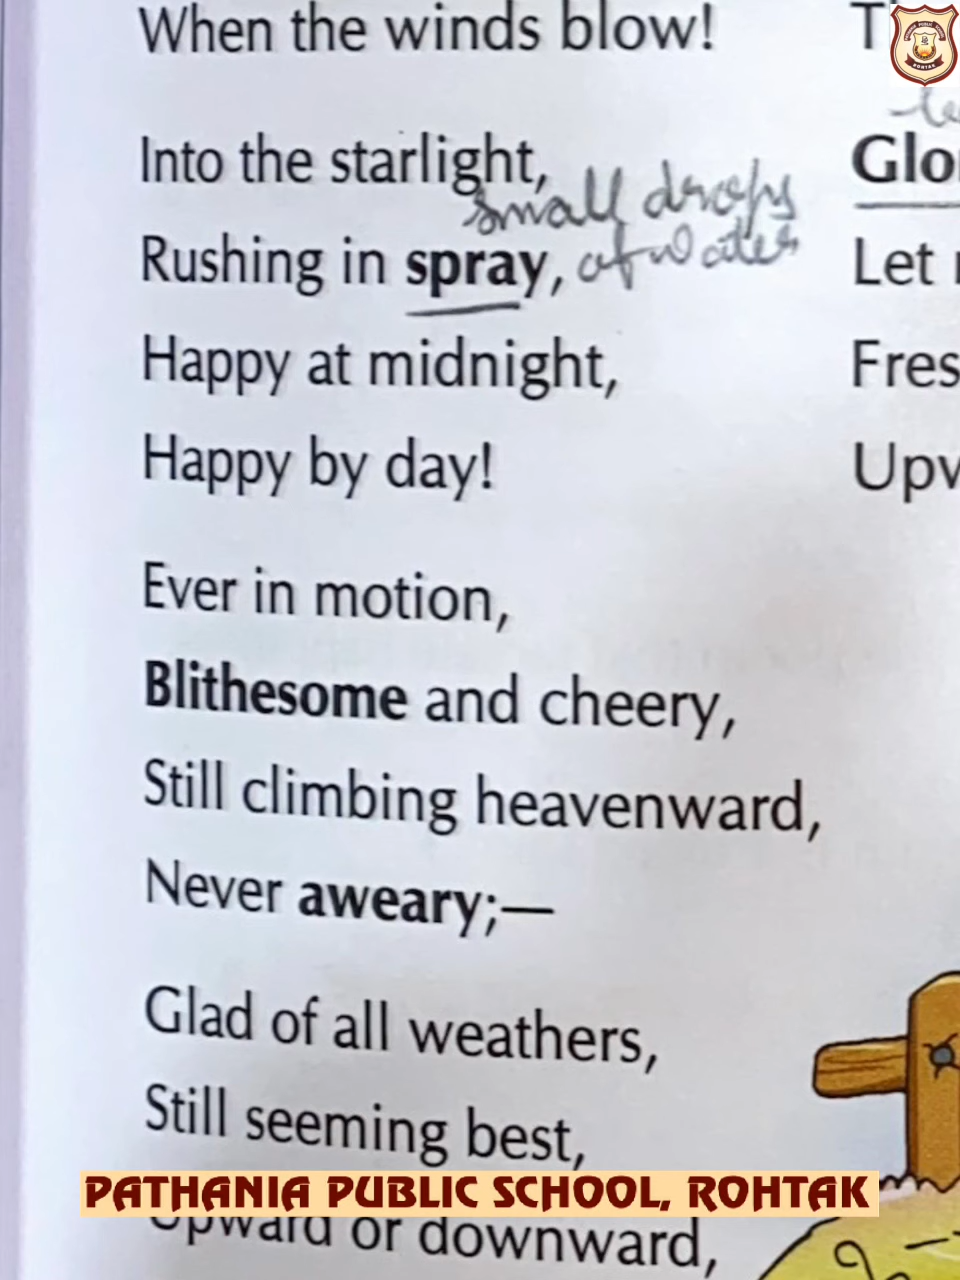 When the winds blow!
Into the starlight,
small drops
Rushing in spray, of water
Happy at midnight,
Happy by day!
Ever in motion,
Blithesome and cheery,
Still climbing heavenward,
Never aweary;—
Glad of all weathers,
Still seeming best,
Upward or downward,
Glo
Let
Fres
Upw
PATHANIA PUBLIC SCHOOL, ROHTAK